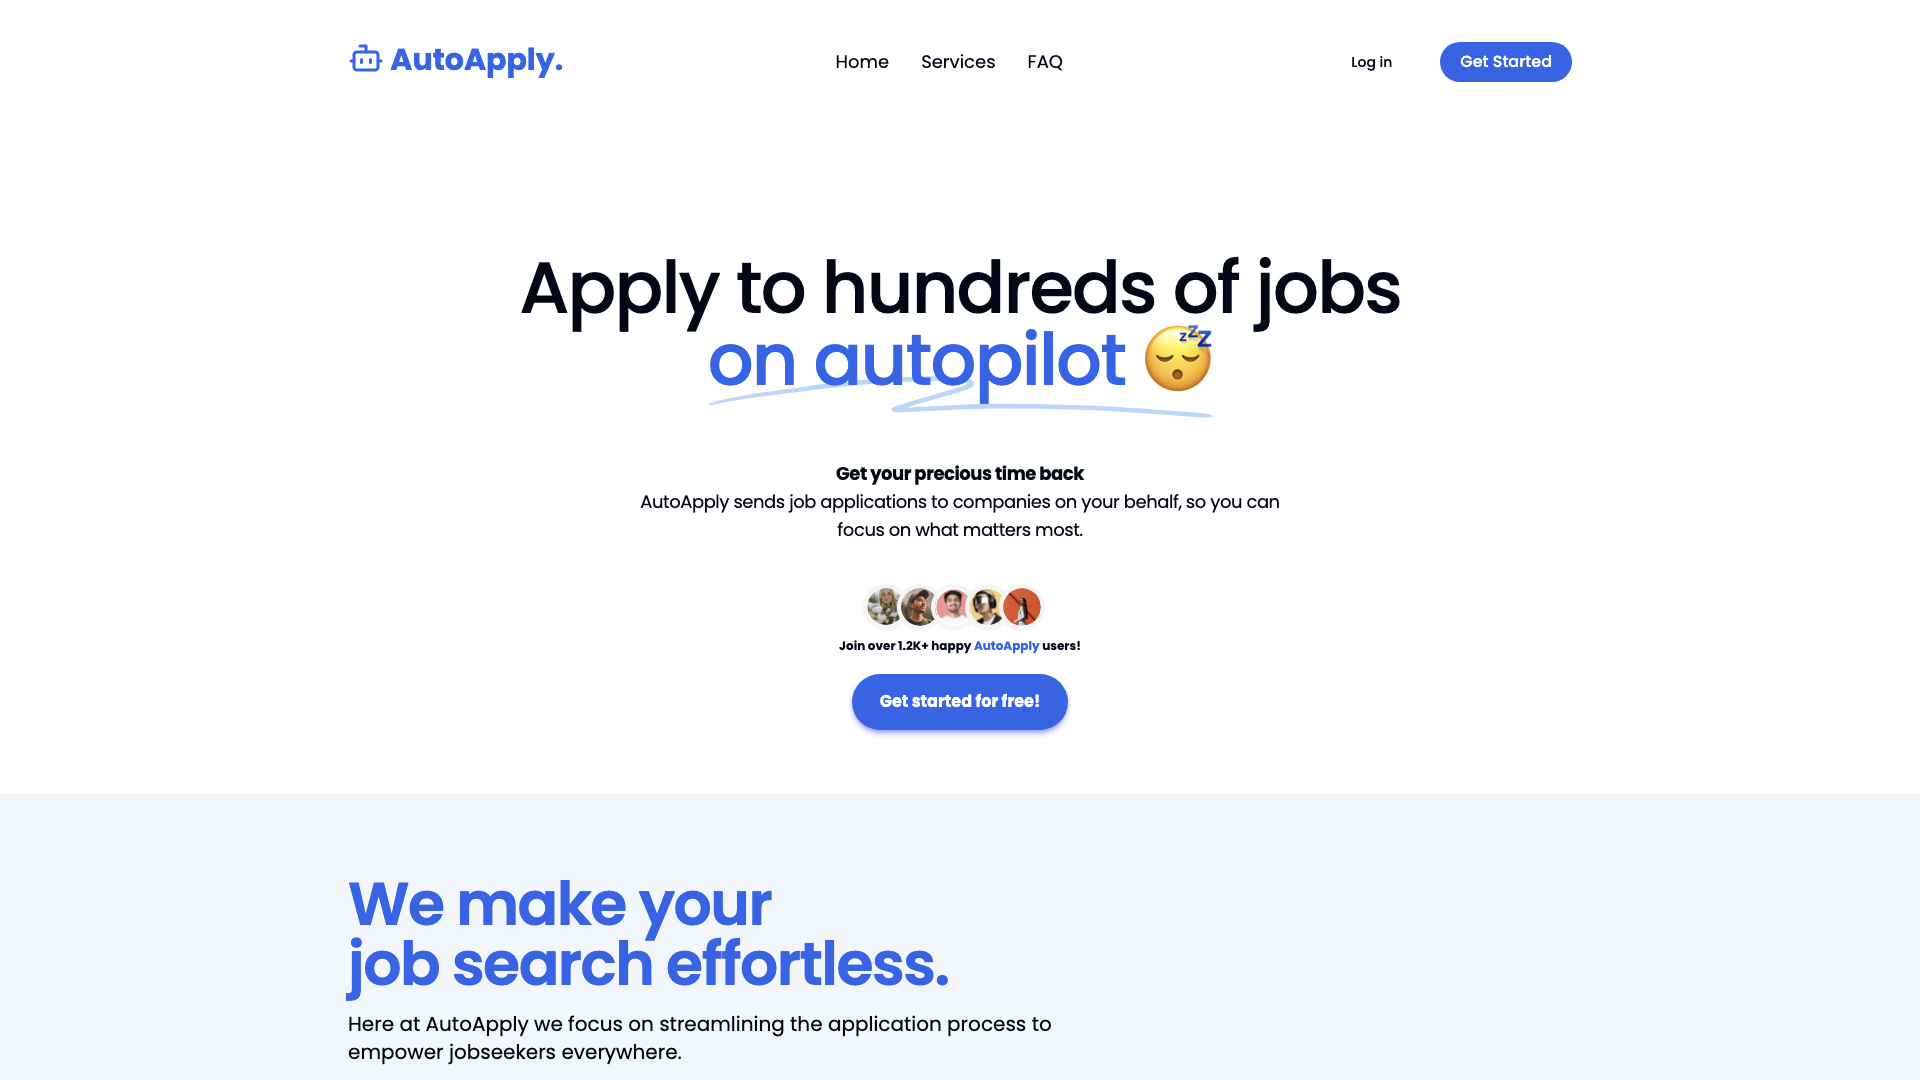 AutoApply.
Home
Services
FAQ
Log in
Get Started
Apply to hundreds of jobs
on autopilot 😴
Get your precious time back
AutoApply sends job applications to companies on your behalf, so you can
focus on what matters most.
Join over 1.2K+ happy AutoApply users!
Get started for free!
We make your
job search effortless.
Here at AutoApply we focus on streamlining the application process to
empower jobseekers everywhere.